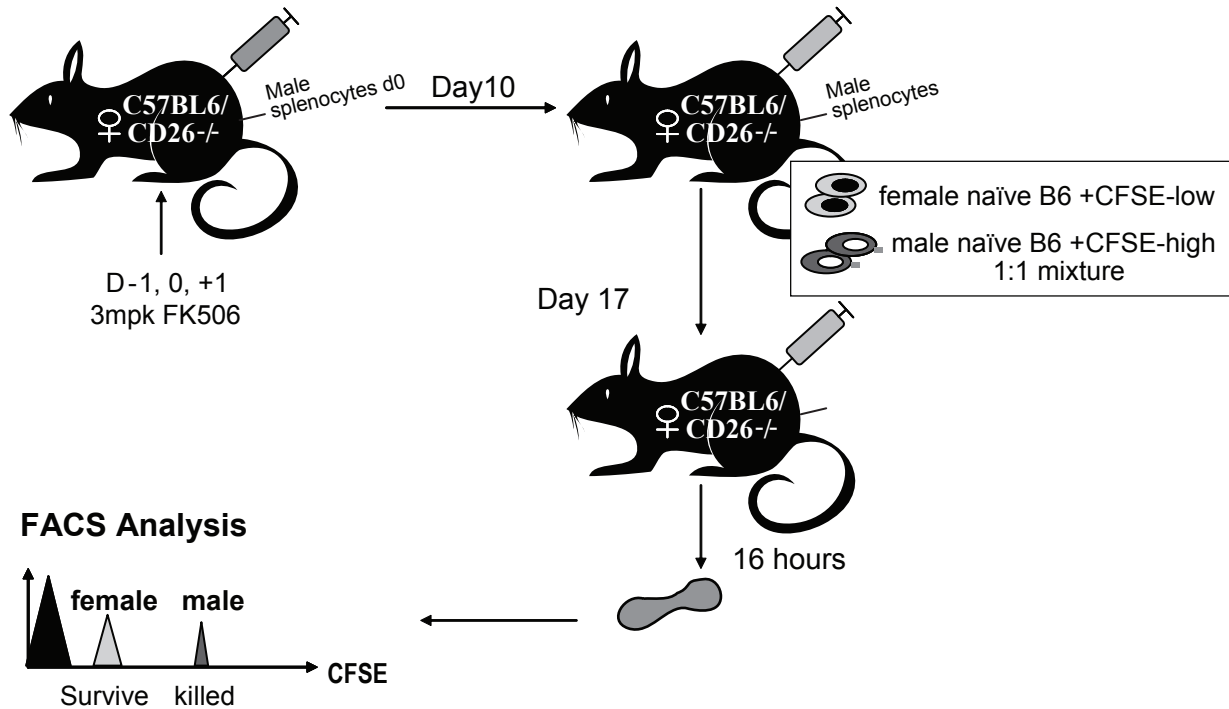 ♀ C57BL6/
CD26-/-
Male
splenocytes d0
D-1, 0, +1
3mpk FK506
Day10
♀ C57BL6/
CD26-/-
Male
splenocytes
female naïve B6 +CFSE-low
male naïve B6 +CFSE-high
1:1 mixture
Day 17
♀ C57BL6/
CD26-/-
16 hours
FACS Analysis
female male
CFSE
Survive killed